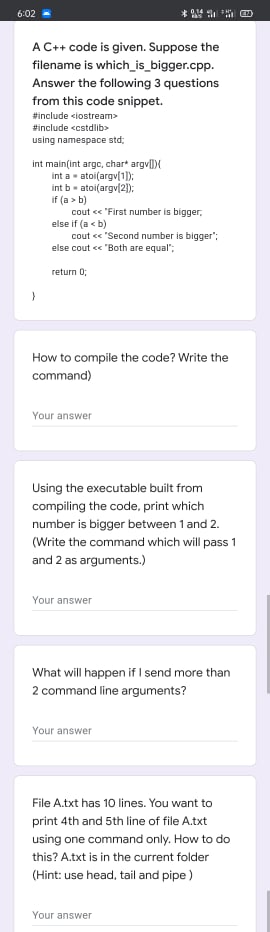 6:02
A C++ code is given. Suppose the
filename is which_is_bigger.cpp.
Answer the following 3 questions
from this code snippet.
#include <iostream>
#include <cstdlib>
using namespace std;
int main(int argc, char* argv[]){
int a = atoi(argv[1]);
int b = atoi(argv[2]);
if (a > b)
cout << "First number is bigger;
else if (a < b)
cout << "Second number is bigger";
else cout << "Both are equal";
return 0;
}
How to compile the code? Write the
command)
Your answer
Using the executable built from
compiling the code, print which
number is bigger between 1 and 2.
(Write the command which will pass 1
and 2 as arguments.)
Your answer
What will happen if I send more than
2 command line arguments?
Your answer
File A.txt has 10 lines. You want to
print 4th and 5th line of file A.txt
using one command only. How to do
this? A.txt is in the current folder
(Hint: use head, tail and pipe )
Your answer